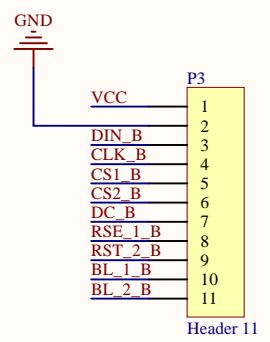 GND
P3
VCC 1
2
DIN_B 3
CLK_B 4
CS1_B 5
CS2_B 6
DC_B 7
RSE_1_B 8
RST_2_B 9
BL_1_B 10
BL_2_B 11
Header 11